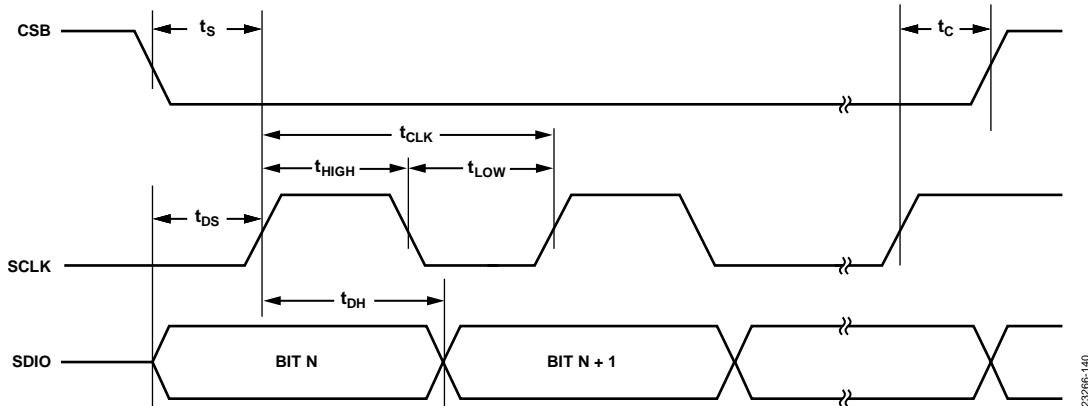 CSB
tS
tC
tCLK
tHIGH
tLOW
tDS
SCLK
tDH
SDIO
BIT N
BIT N + 1
23266-140